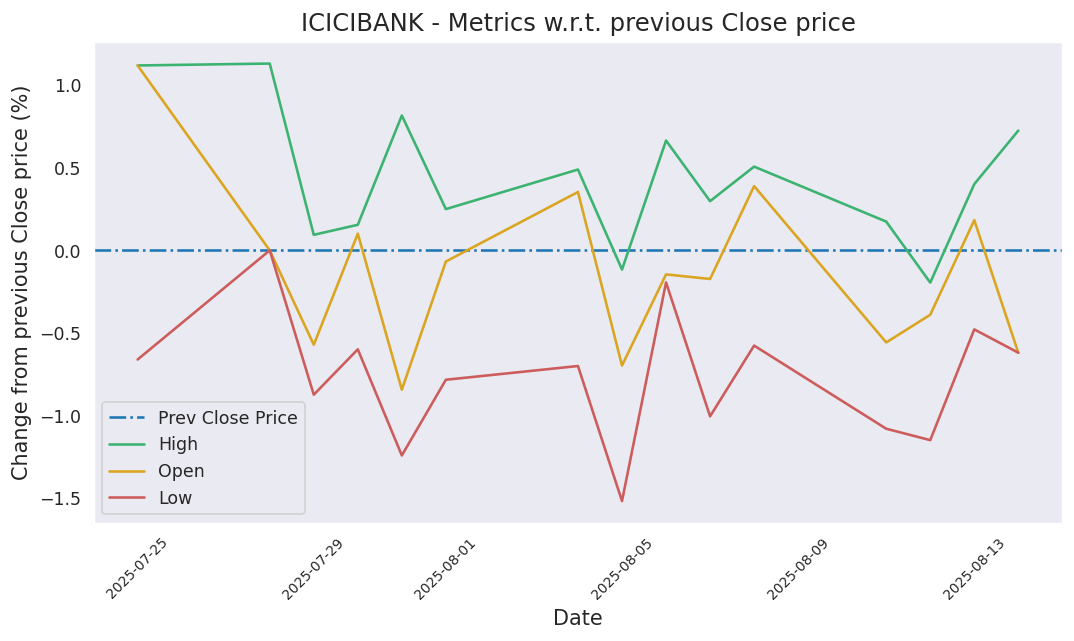 ICICIBANK - Metrics w.r.t. previous Close price
Change from previous Close price (%)
1.0
0.5
0.0
−0.5
−1.0
−1.5
Prev Close Price
High
Open
Low
2025-07-25
2025-07-29
2025-08-01
2025-08-05
2025-08-09
2025-08-13
Date